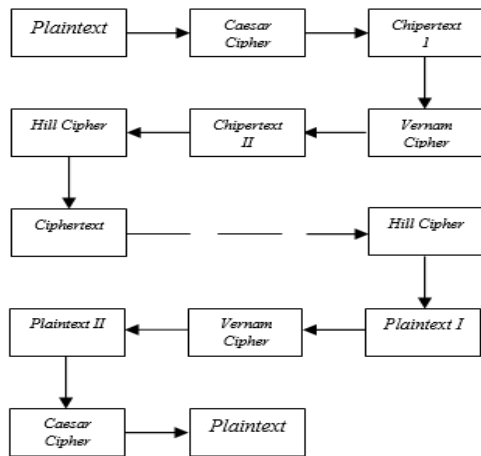 Plaintext
Caesar
Cipher
Chipertext
1
Hill Cipher
Chipertext
II
Vernam
Cipher
Ciphertext
Hill Cipher
Plaintext II
Vernam
Cipher
Plaintext I
Caesar
Cipher
Plaintext